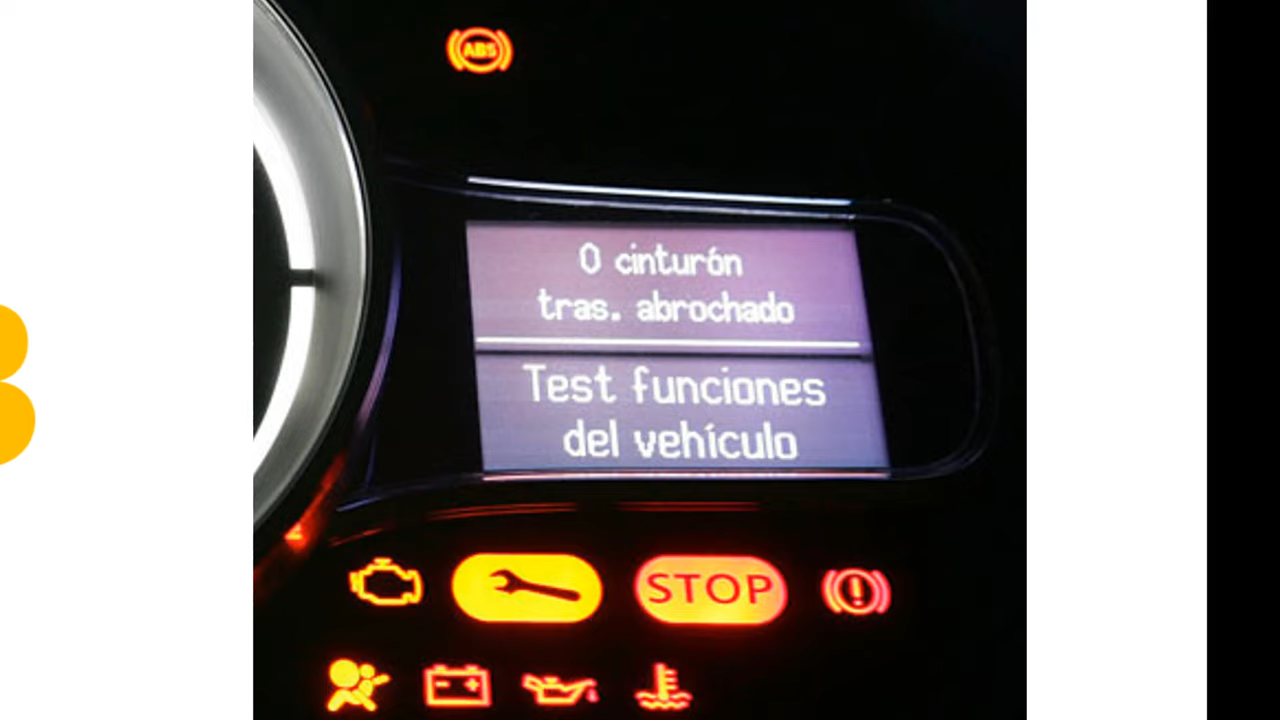 ABS
0 cinturón
tras. abrochado
Test funciones
del vehículo
STOP